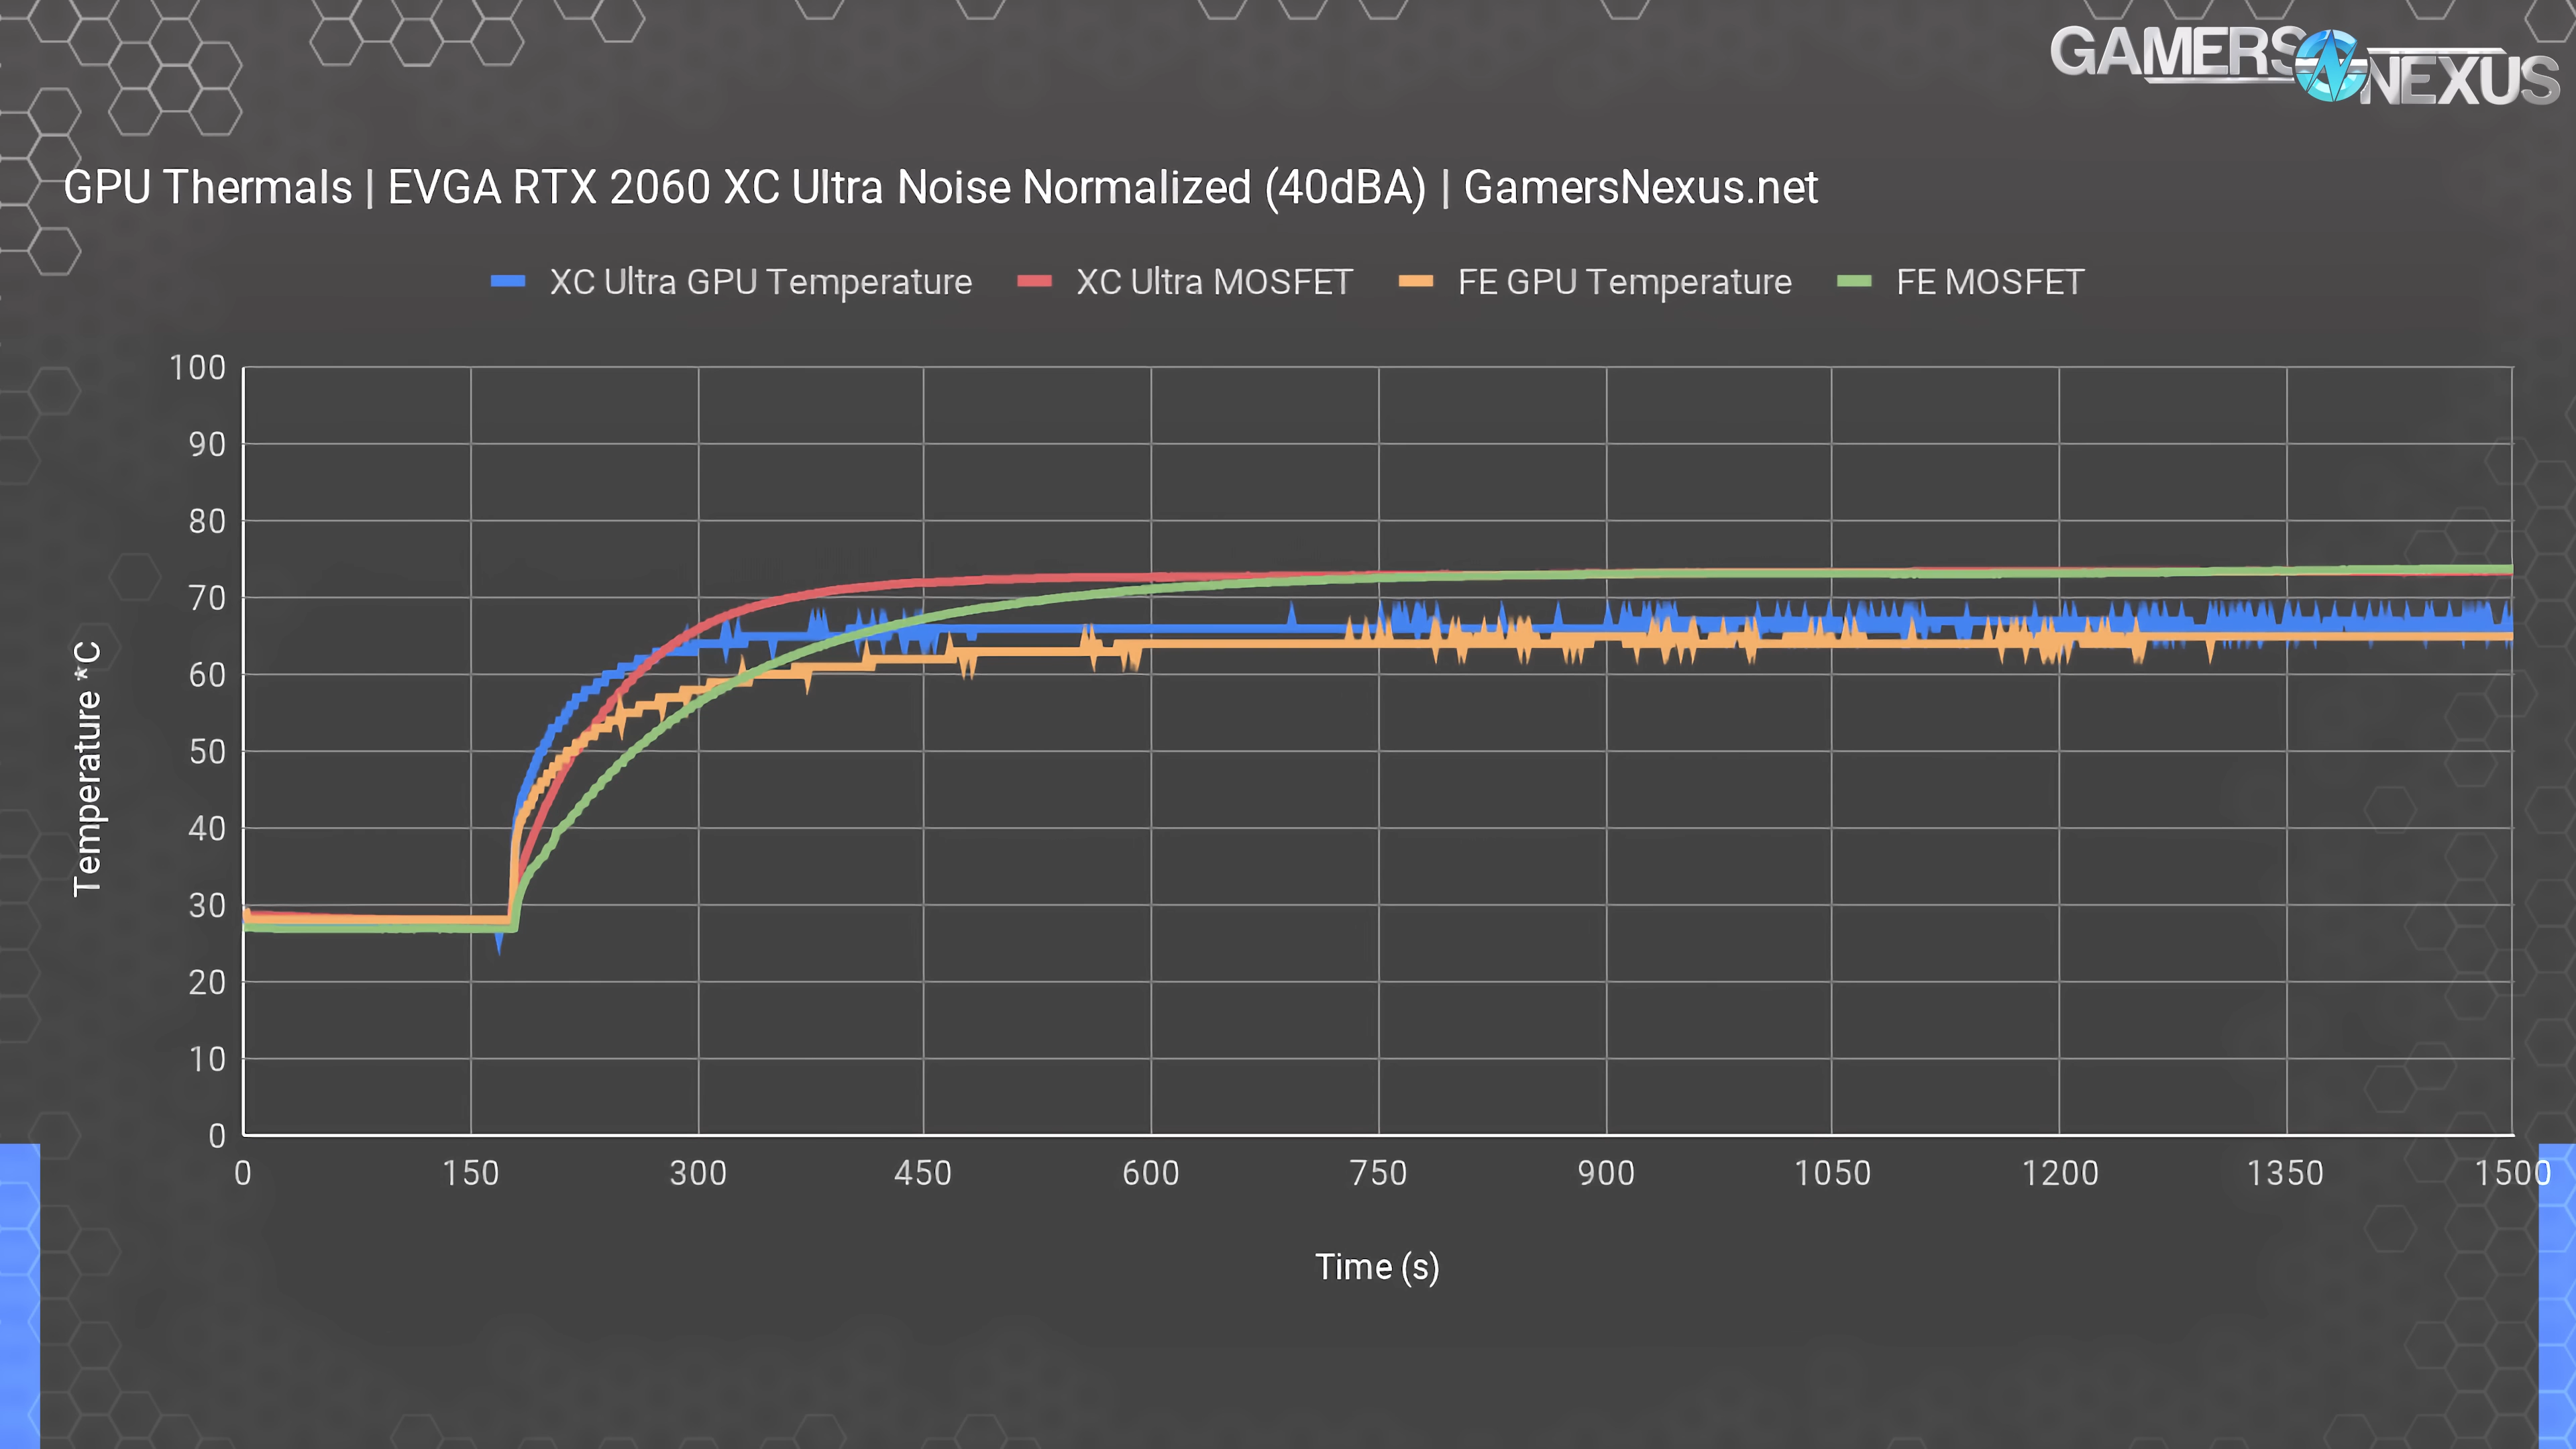 GAMERS NEXUS
GPU Thermals | EVGA RTX 2060 XC Ultra Noise Normalized (40dBA) | GamersNexus.net
XC Ultra GPU Temperature XC Ultra MOSFET FE GPU Temperature FE MOSFET
100
90
80
70
60
50
40
30
20
10
0
Temperature *C
0 150 300 450 600 750 900 1050 1200 1350 1500
Time (s)